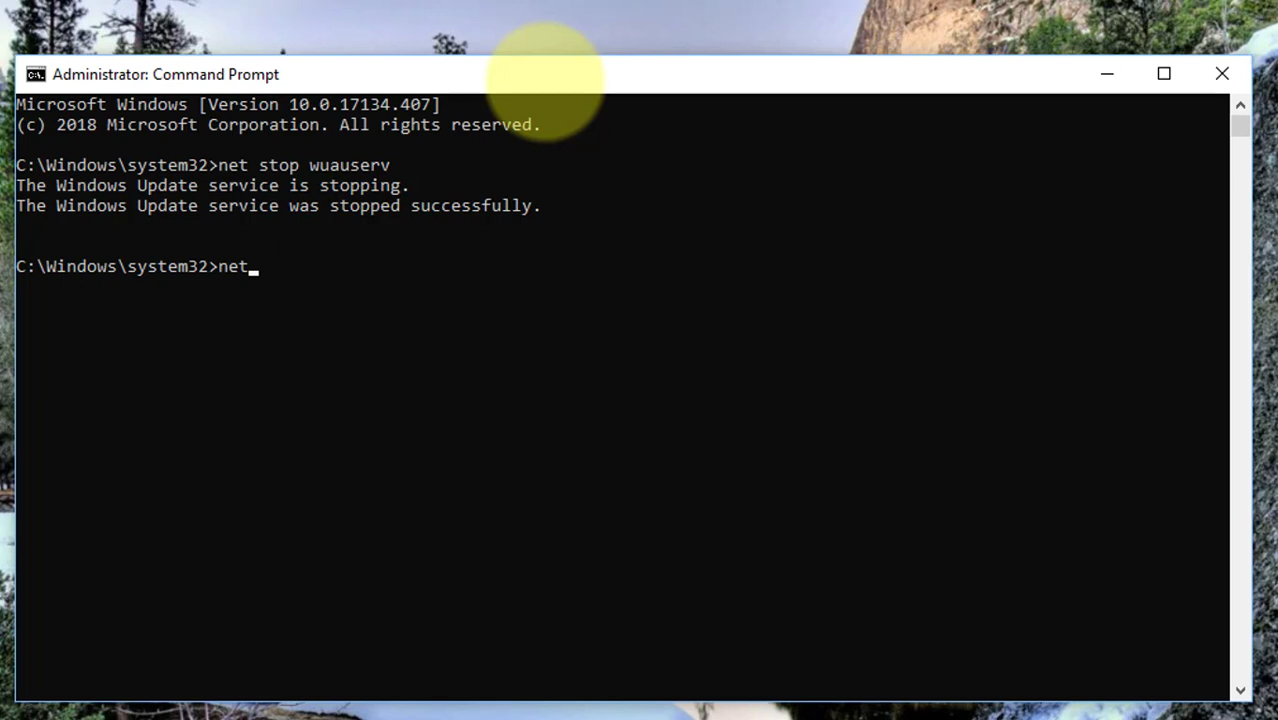 Administrator: Command Prompt
Microsoft Windows [Version 10.0.17134.407]
(c) 2018 Microsoft Corporation. All rights reserved.
C:\Windows\system32>net stop wuauserv
The Windows Update service is stopping.
The Windows Update service was stopped successfully.
C:\Windows\system32>net